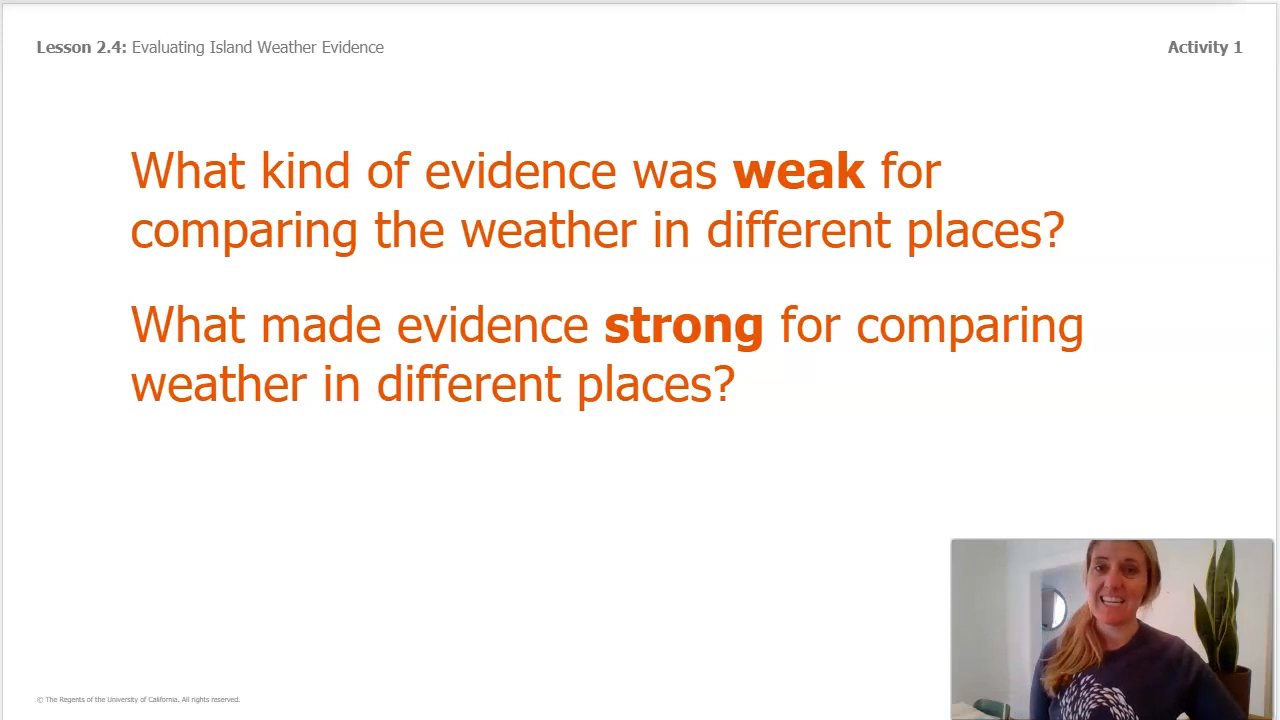 Lesson 2.4: Evaluating Island Weather Evidence
Activity 1
What kind of evidence was weak for
comparing the weather in different places?
What made evidence strong for comparing
weather in different places?
© The Regents of the University of California. All rights reserved.